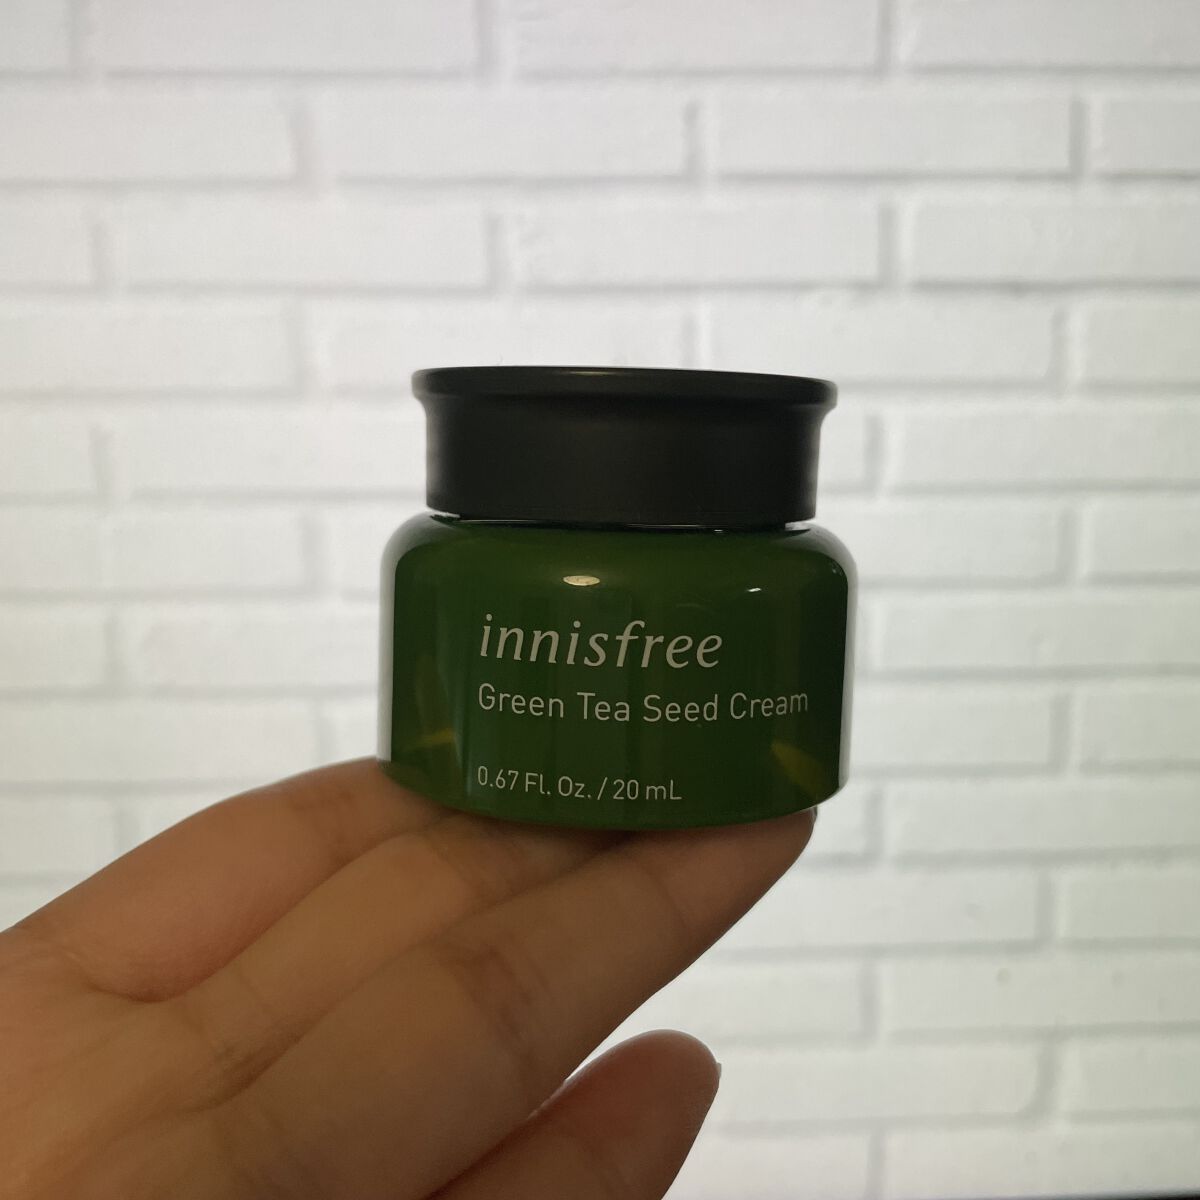 innisfree
Green Tea Seed Cream
0.67 Fl. Oz. / 20 mL